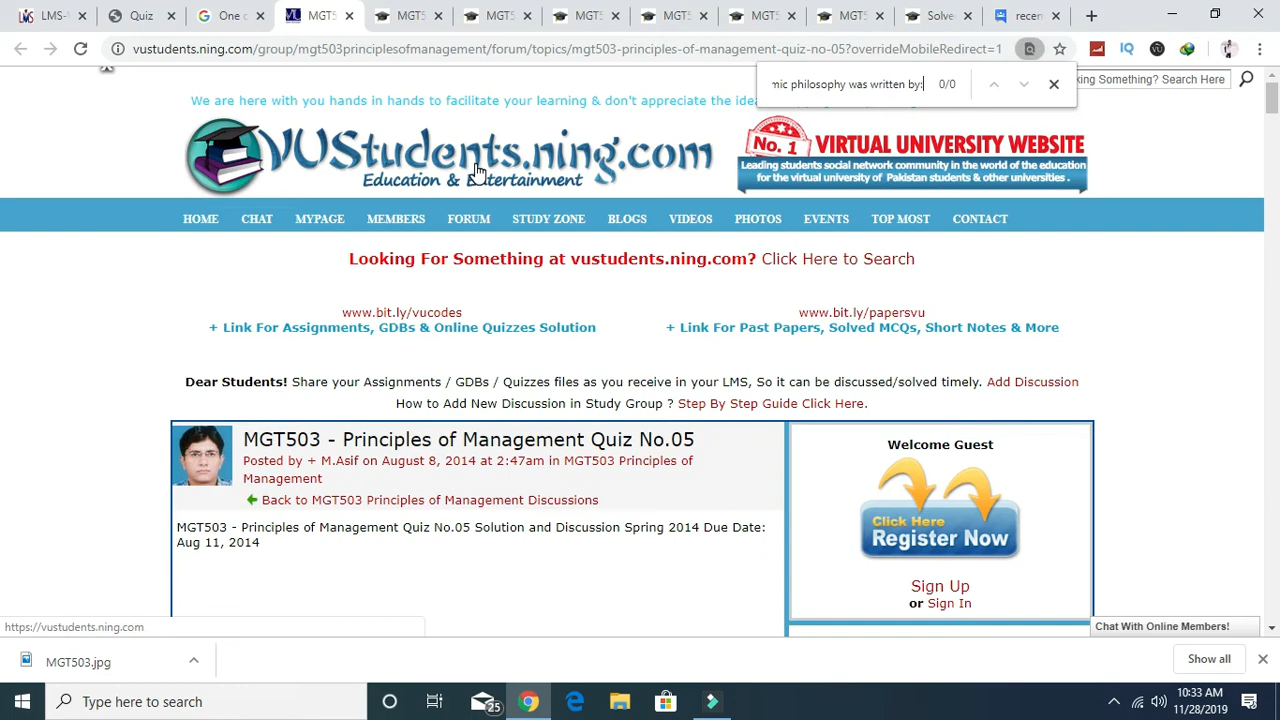 LMS-
Quiz
One c
MGT5
MGT5
MGT5
MGT5
MGT5
MGT5
MGT5
Solve
recen
vustudents.ning.com/group/mgt503principlesofmanagement/forum/topics/mgt503-principles-of-management-quiz-no-05?overrideMobileRedirect=1
mic philosophy was written by: 0/0
king Something? Search Here
We are here with you hands in hands to facilitate your learning & don't appreciate the idea
VUStudents.ning.com
Education & Entertainment
No. 1 VIRTUAL UNIVERSITY WEBSITE
Leading students social network community in the world of the education
for the virtual university of Pakistan students & other universities .
HOME CHAT MYPAGE MEMBERS FORUM STUDY ZONE BLOGS VIDEOS PHOTOS EVENTS TOP MOST CONTACT
Looking For Something at vustudents.ning.com? Click Here to Search
www.bit.ly/vucodes
+ Link For Assignments, GDBs & Online Quizzes Solution
www.bit.ly/papersvu
+ Link For Past Papers, Solved MCQs, Short Notes & More
Dear Students! Share your Assignments / GDBs / Quizzes files as you receive in your LMS, So it can be discussed/solved timely. Add Discussion
How to Add New Discussion in Study Group ? Step By Step Guide Click Here.
MGT503 - Principles of Management Quiz No.05
Posted by + M.Asif on August 8, 2014 at 2:47am in MGT503 Principles of
Management
Back to MGT503 Principles of Management Discussions
MGT503 - Principles of Management Quiz No.05 Solution and Discussion Spring 2014 Due Date:
Aug 11, 2014
Welcome Guest
Click Here
Register Now
Sign Up
or Sign In
Chat With Online Members!
https://vustudents.ning.com
MGT503.jpg
Show all
Type here to search
25
10:33 AM
11/28/2019